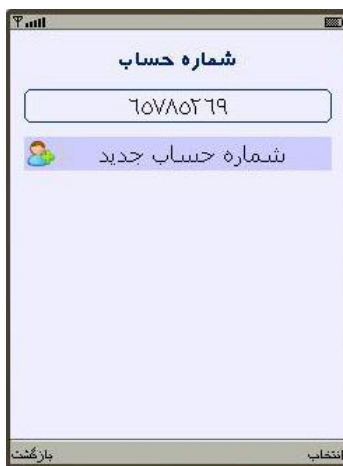 شماره حساب
٦٥٧٨٥٢٦٩
شماره حساب جدید
انتخاب
بازگشت